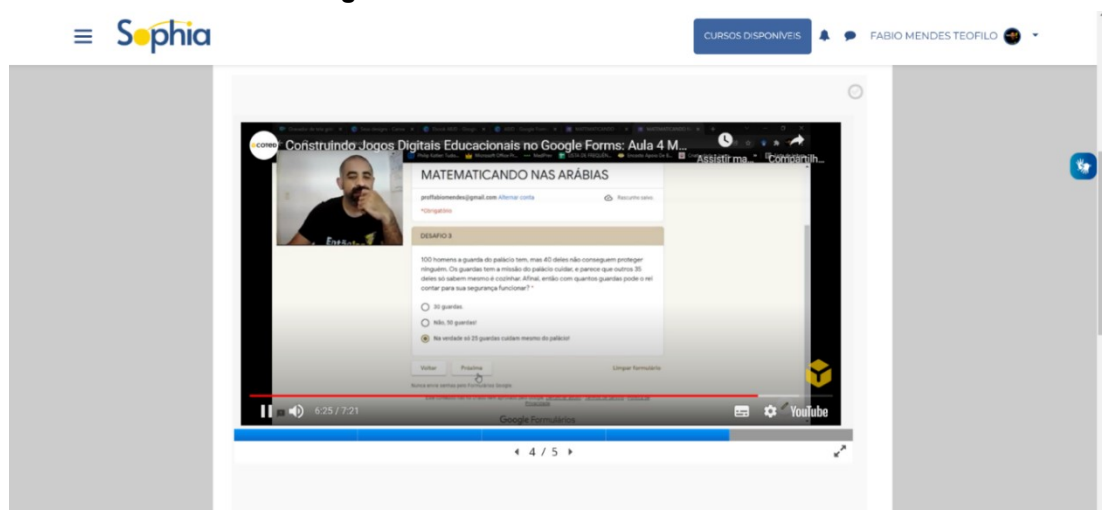 Sophia
CURSOS DISPONÍVEIS
FABIO MENDES TEOFILO
Construindo Jogos Digitais Educacionais no Google Forms: Aula 4 M...
Assistir ma...
Compartilh...
MATEMATICANDO NAS ARÁBIAS
proffabiomendes@gmail.com Alternar conta
Rascunho salvo
*Obrigatório
DESAFIO 3
100 homens a guarda do palácio tem, mas 40 deles não conseguem proteger
ninguém. Os guardas tem a missão do palácio cuidar, e parece que outros 35
deles só sabem mesmo é cozinhar. Afinal, então com quantos guardas pode o rei
contar para sua segurança funcionar? *
Na verdade só 25 guardas cuidam mesmo do palácio!
Voltar
Próxima
Limpar formulário
Nunca envie senhas pelo Formulários Google.
Google Formulários
6:25 / 7:21
YouTube
4 / 5